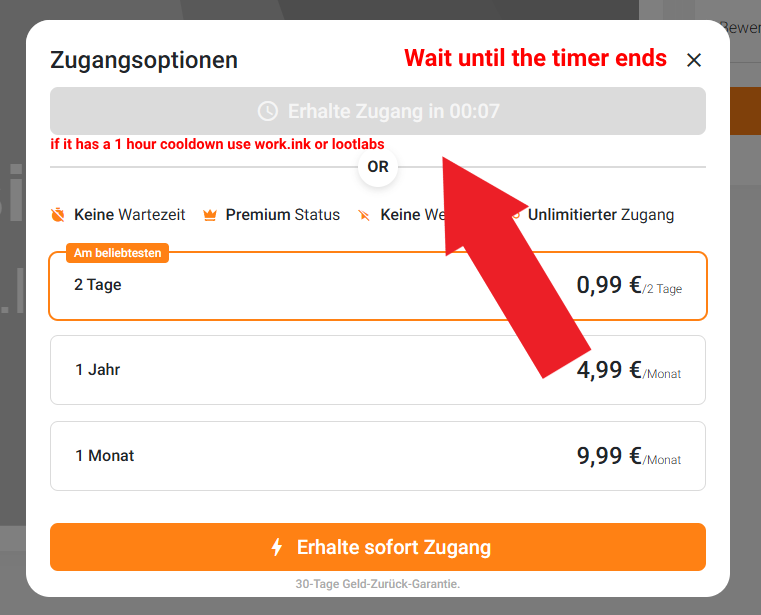 Bewer
Zugangsoptionen
Wait until the timer ends
Erhalte Zugang in 00:07
if it has a 1 hour cooldown use work.ink or lootlabs
OR
Keine Wartezeit Premium Status Keine Unlimitierter Zugang
Am beliebtesten
2 Tage 0,99 €/2 Tage
1 Jahr 4,99 €/Monat
1 Monat 9,99 €/Monat
Erhalte sofort Zugang
30-Tage Geld-Zurück-Garantie.